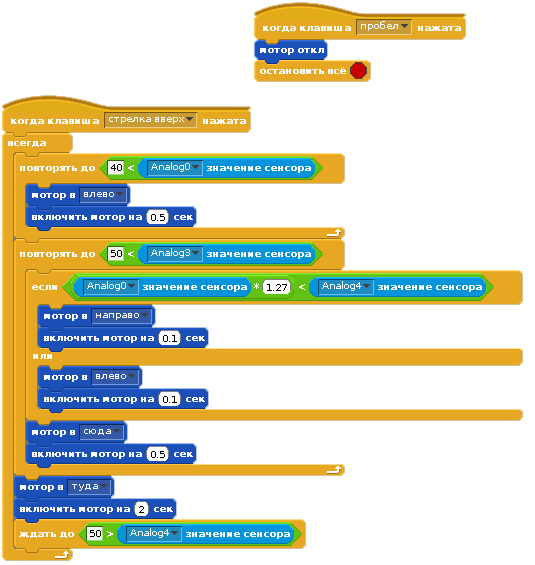 когда клавиша пробел нажата
мотор откл
остановить всё
когда клавиша стрелка вверх нажата
всегда
повторять до 40 < Analog0 значение сенсора
мотор в влево
включить мотор на 0.5 сек
повторять до 50 < Analog3 значение сенсора
если Analog0 значение сенсора * 1.27 < Analog4 значение сенсора
мотор в направо
включить мотор на 0.1 сек
или
мотор в влево
включить мотор на 0.1 сек
мотор в сюда
включить мотор на 0.5 сек
мотор в туда
включить мотор на 2 сек
ждать до 50 > Analog4 значение сенсора